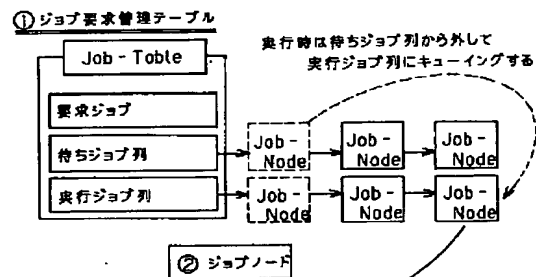 ① ジョブ要求管理テーブル
Job - Toble
実行時は待ちジョブ列から外して
実行ジョブ列にキューイングする
要求ジョブ
待ちジョブ列
Job - Node
Job - Node
Job - Node
実行ジョブ列
Job - Node
Job - Node
Job - Node
② ジョブノード